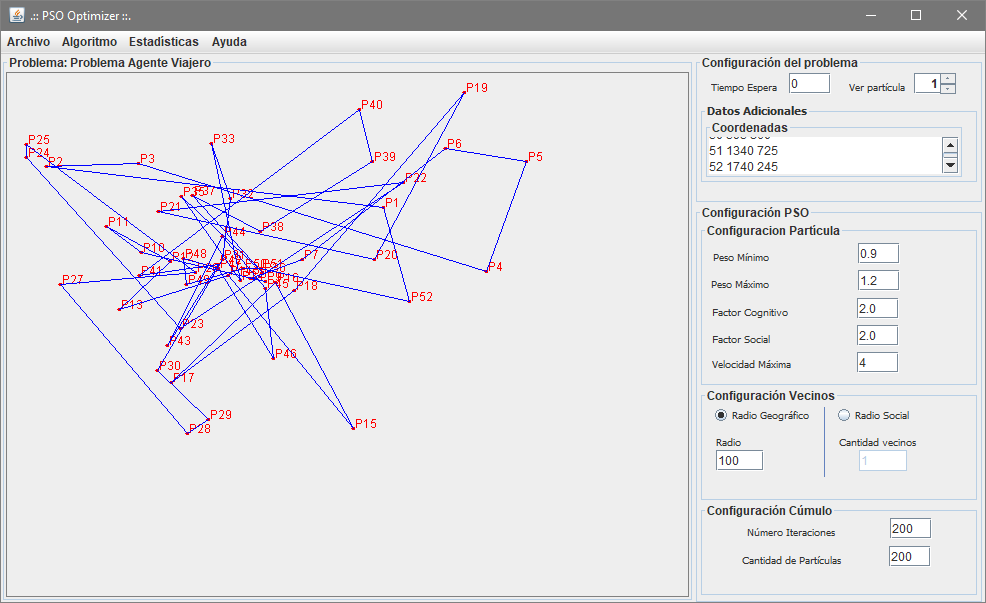 .:: PSO Optimizer ::.
Archivo Algoritmo Estadísticas Ayuda
Problema: Problema Agente Viajero
P19
P40
P33
P6
P25
P24
P2
P3
P39
P5
P22
P35
P37
P32
P21
P1
P11
P38
P44
P10
P48
P7
P20
P4
P41
P27
P18
P13
P52
P45
P23
P43
P46
P30
P17
P29
P28
P15
Configuración del problema
Tiempo Espera 0 Ver partícula 1
Datos Adicionales
Coordenadas
51 1340 725
52 1740 245
Configuración PSO
Configuracion Partícula
Peso Mínimo 0.9
Peso Máximo 1.2
Factor Cognitivo 2.0
Factor Social 2.0
Velocidad Máxima 4
Configuración Vecinos
Radio Geográfico Radio Social
Radio Cantidad vecinos
100 1
Configuración Cúmulo
Número Iteraciones 200
Cantidad de Partículas 200